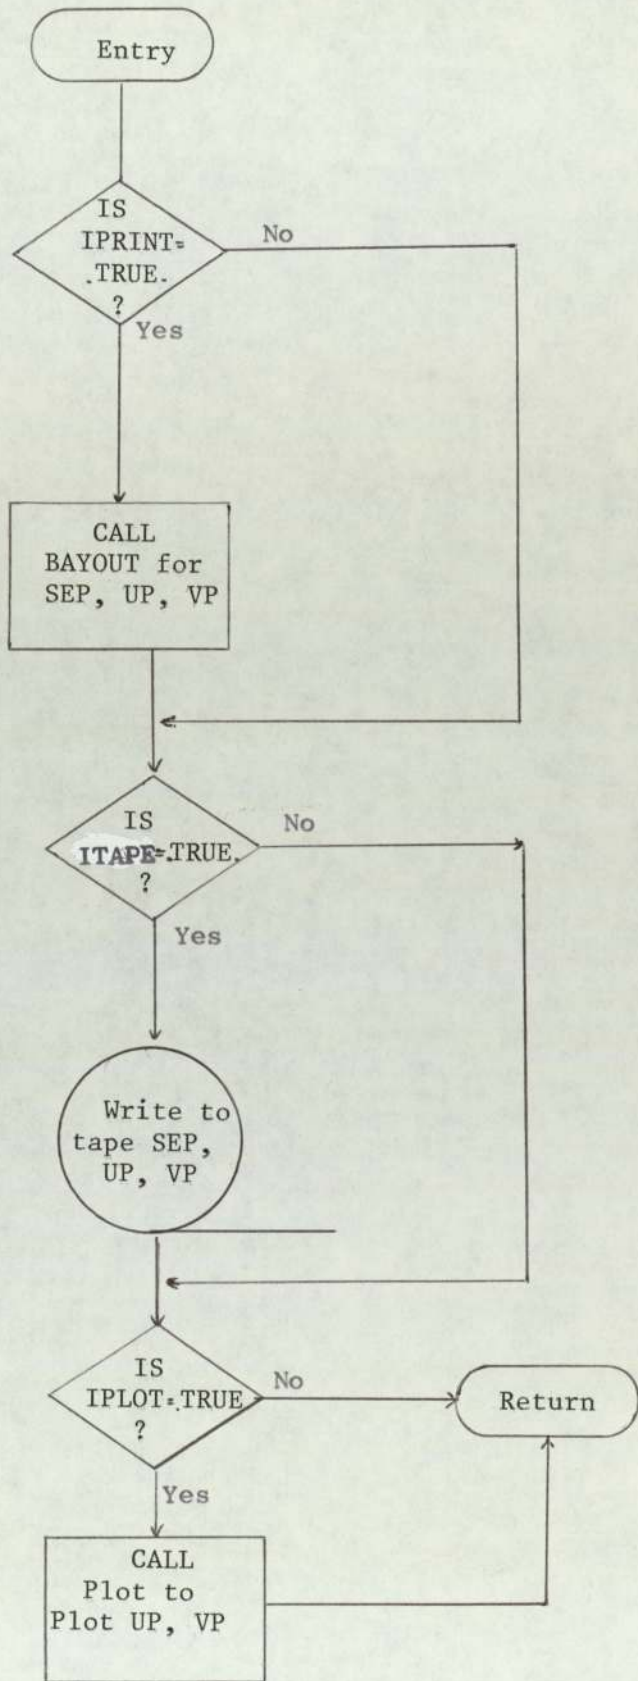 Entry
IS
IPRINT=
.TRUE.
?
No
Yes
CALL
BAYOUT for
SEP, UP, VP
IS
ITAPE=.TRUE.
?
No
Yes
Write to
tape SEP,
UP, VP
IS
IPLOT=.TRUE
?
No
Return
Yes
CALL
Plot to
Plot UP, VP